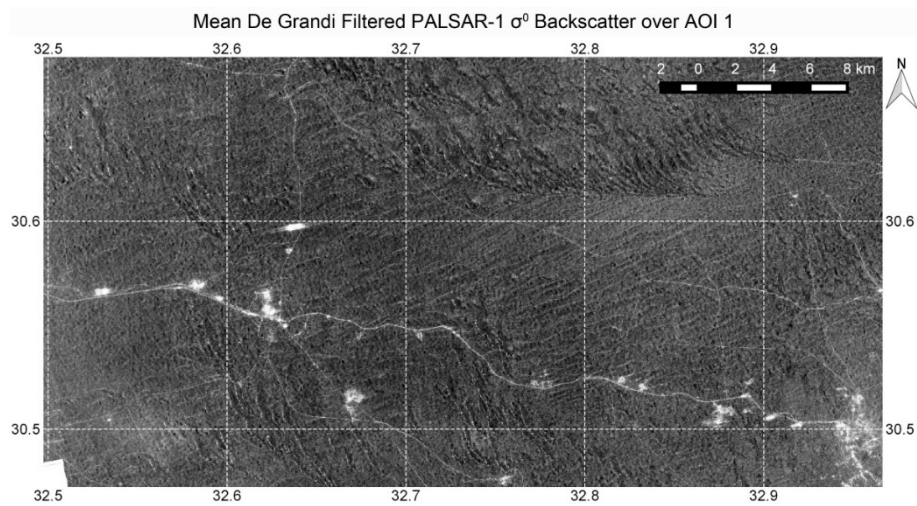 Mean De Grandi Filtered PALSAR-1 σ⁰ Backscatter over AOI 1
32.5 32.6 32.7 32.8 32.9
2 0 2 4 6 8 km
N
30.6 30.6
30.5 30.5
32.5 32.6 32.7 32.8 32.9